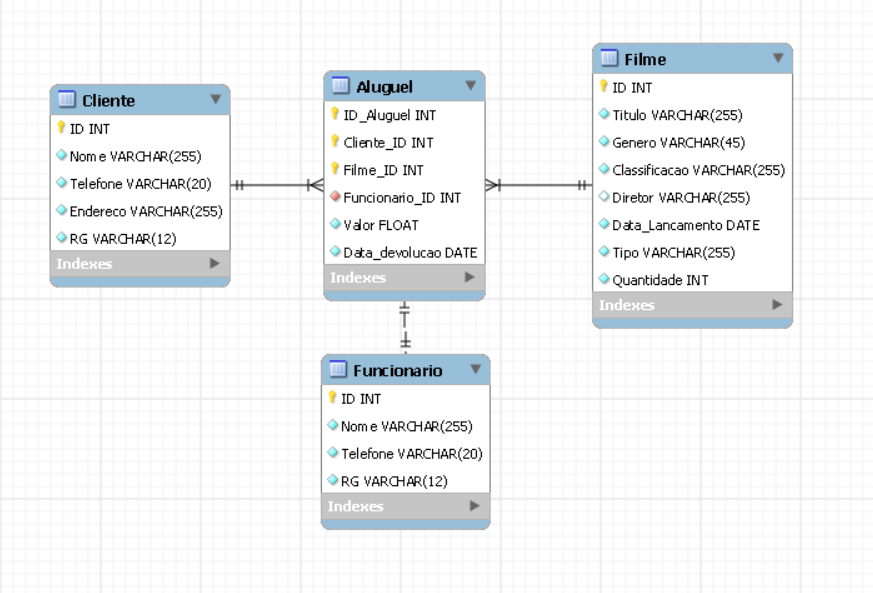 Cliente
ID INT
Nome VARCHAR(255)
Telefone VARCHAR(20)
Endereco VARCHAR(255)
RG VARCHAR(12)
Indexes
Aluguel
ID_Aluguel INT
Cliente_ID INT
Filme_ID INT
Funcionario_ID INT
Valor FLOAT
Data_devolucao DATE
Indexes
Filme
ID INT
Titulo VARCHAR(255)
Genero VARCHAR(45)
Classificacao VARCHAR(255)
Diretor VARCHAR(255)
Data_Lancamento DATE
Tipo VARCHAR(255)
Quantidade INT
Indexes
Funcionario
ID INT
Nome VARCHAR(255)
Telefone VARCHAR(20)
RG VARCHAR(12)
Indexes